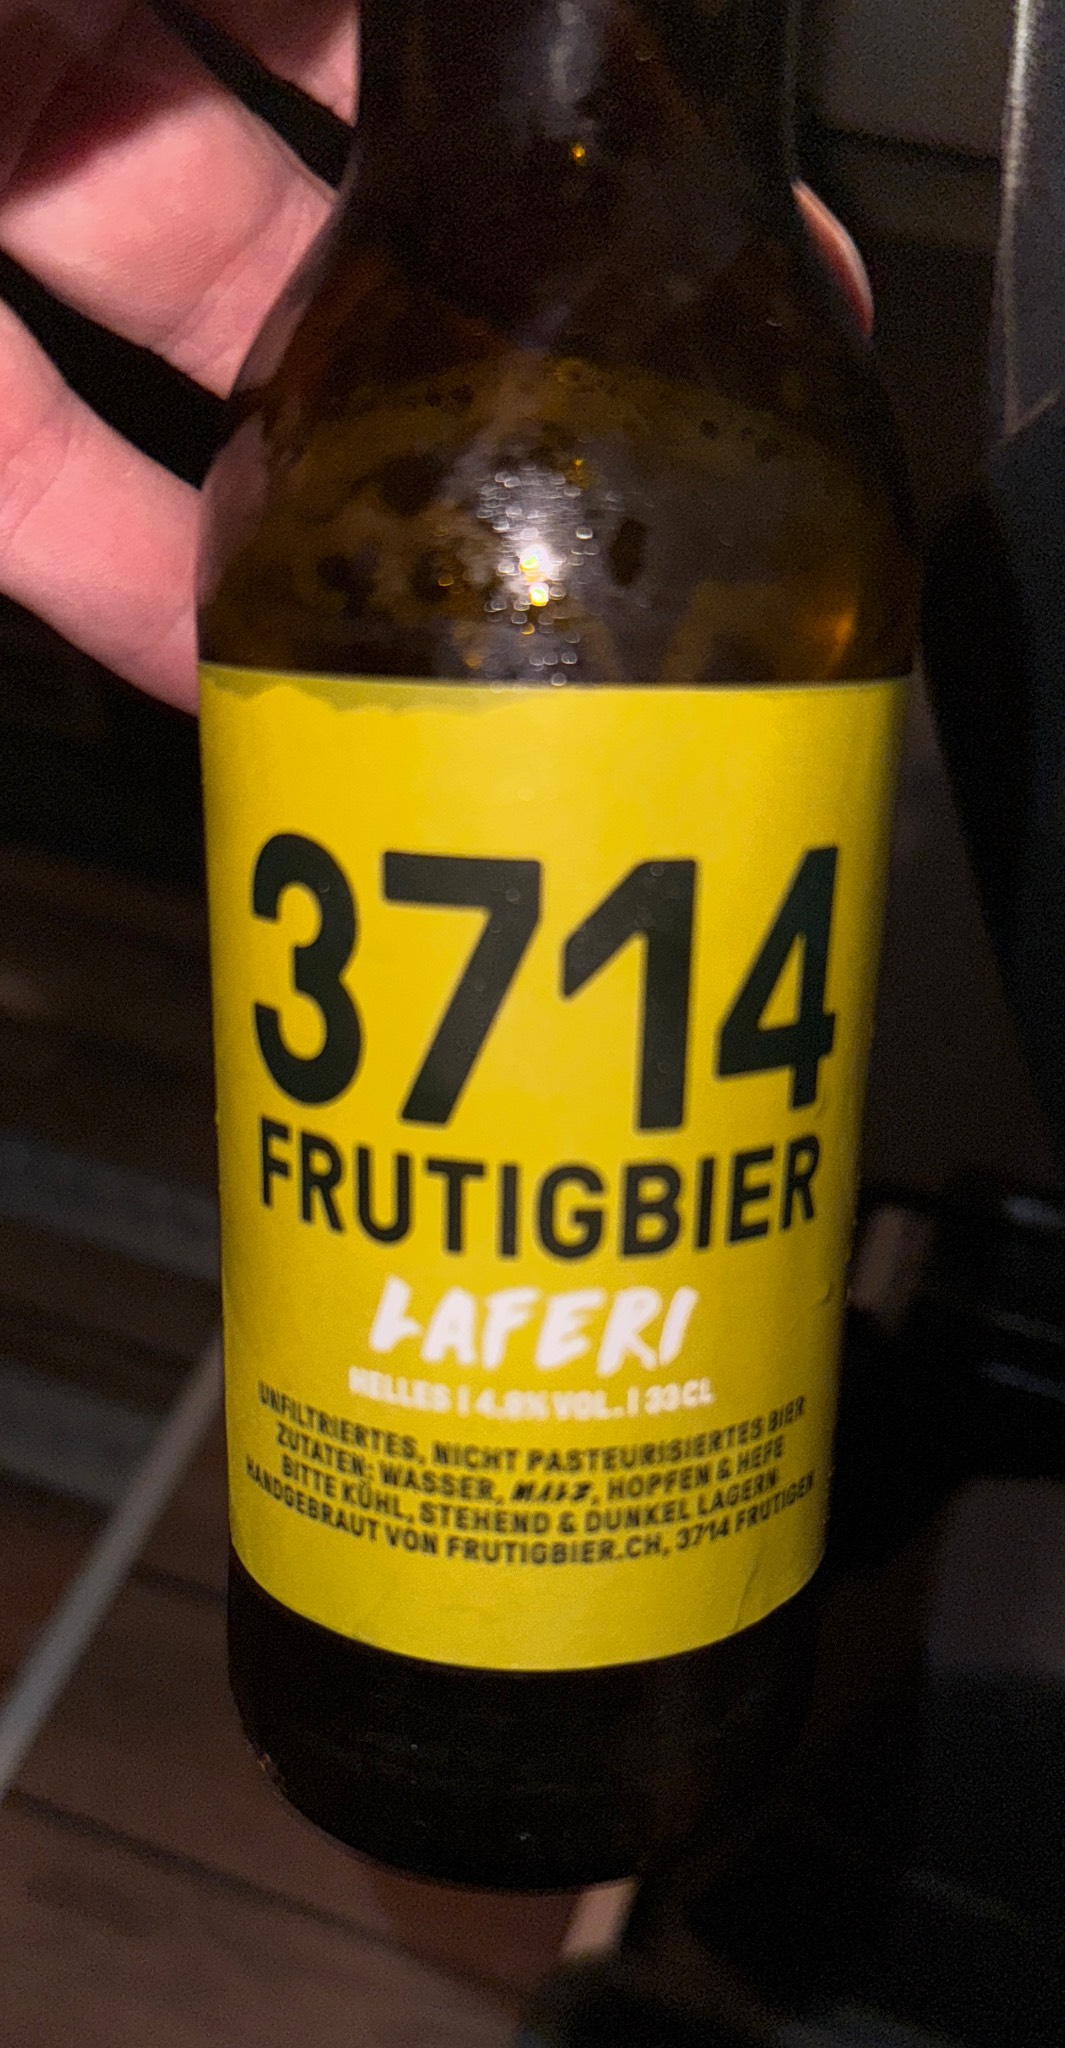 3714
FRUTIGBIER
LAFERI
HELLES | 4.8% VOL. | 33 CL
UNFILTRIERTES, NICHT PASTEURISIERTES BIER
ZUTATEN: WASSER, MALZ, HOPFEN & HEFE
BITTE KÜHL, STEHEND & DUNKEL LAGERN
HANDGEBRAUT VON FRUTIGBIER.CH, 3714 FRUTIGEN